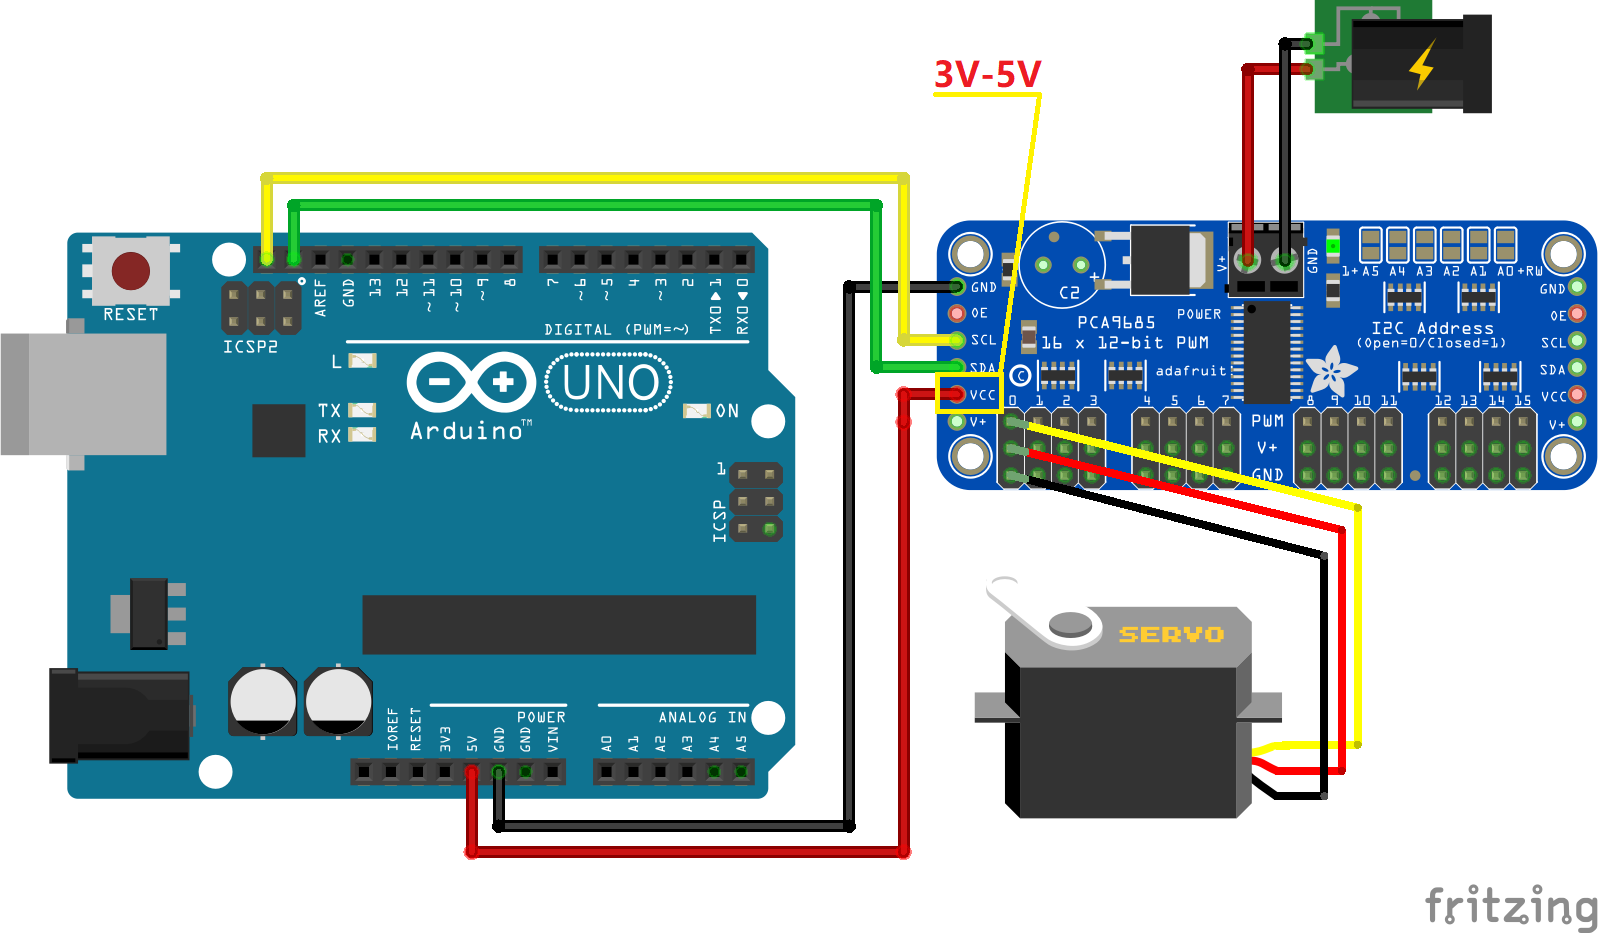 3V-5V
RESET
ICSP2
AREF
GND
13
12
~11
~10
~9
8
7
~6
~5
4
~3
2
TX0▶1
RX0◀0
DIGITAL (PWM=~)
L
TX
RX
UNO
Arduino™
ON
1
ICSP
IOREF
RESET
3V3
5V
GND
GND
VIN
POWER
A0
A1
A2
A3
A4
A5
ANALOG IN
GND
OE
SCL
SDA
VCC
V+
C2
+
PCA9685
16 x 12-bit PWM
POWER
adafruit
©
V+
GND
1+ A5 A4 A3 A2 A1 A0 +RW
I2C Address
(Open=0/Closed=1)
GND
OE
SCL
SDA
VCC
V+
0 1 2 3
4 5 6 7
8 9 10 11
12 13 14 15
PWM
V+
GND
SERVO
fritzing